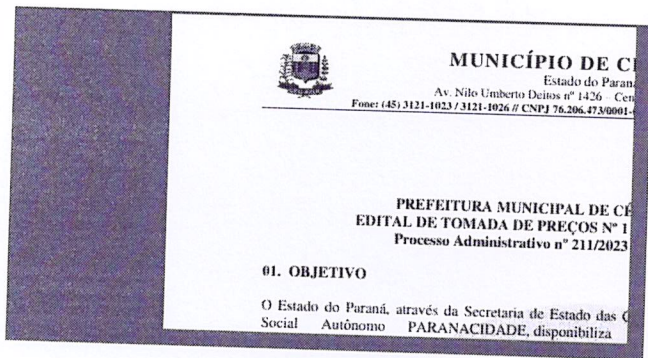 MUNICÍPIO DE
Estado do Paraná
Av. Nilo Umberto Deitos nº 1426 - Cen
Fone: (45) 3121-1023 / 3121-1026 // CNPJ 76.206.473/0001-
PREFEITURA MUNICIPAL DE CÉ
EDITAL DE TOMADA DE PREÇOS Nº 1
Processo Administrativo nº 211/2023
01. OBJETIVO
O Estado do Paraná, através da Secretaria de Estado das
Social Autônomo PARANACIDADE, disponibiliza